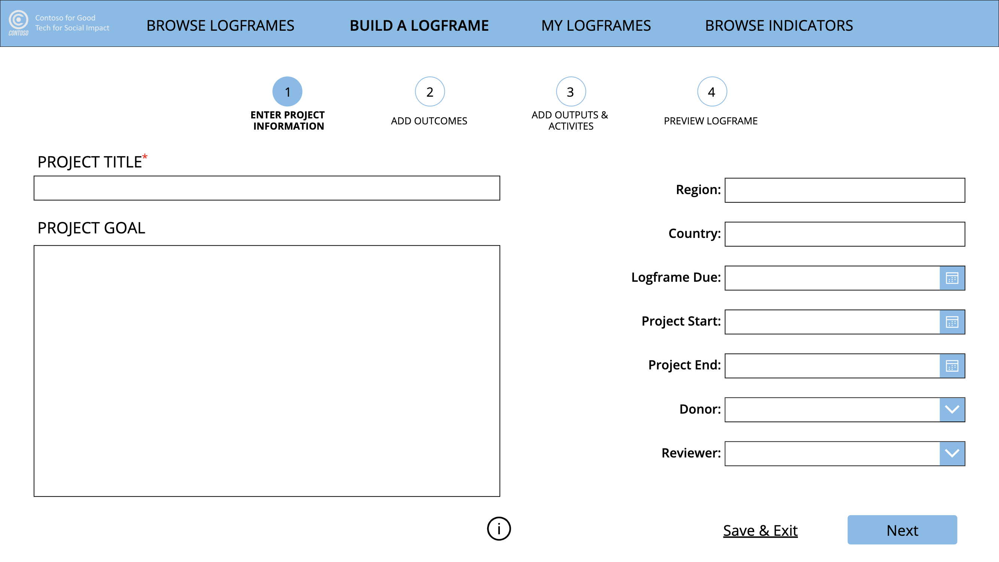 Contoso for Good
Tech for Social Impact
CONTOSO
BROWSE LOGFRAMES
BUILD A LOGFRAME
MY LOGFRAMES
BROWSE INDICATORS
1
ENTER PROJECT
INFORMATION
2
ADD OUTCOMES
3
ADD OUTPUTS &
ACTIVITES
4
PREVIEW LOGFRAME
PROJECT TITLE*
PROJECT GOAL
Region:
Country:
Logframe Due:
Project Start:
Project End:
Donor:
Reviewer:
i
Save & Exit
Next